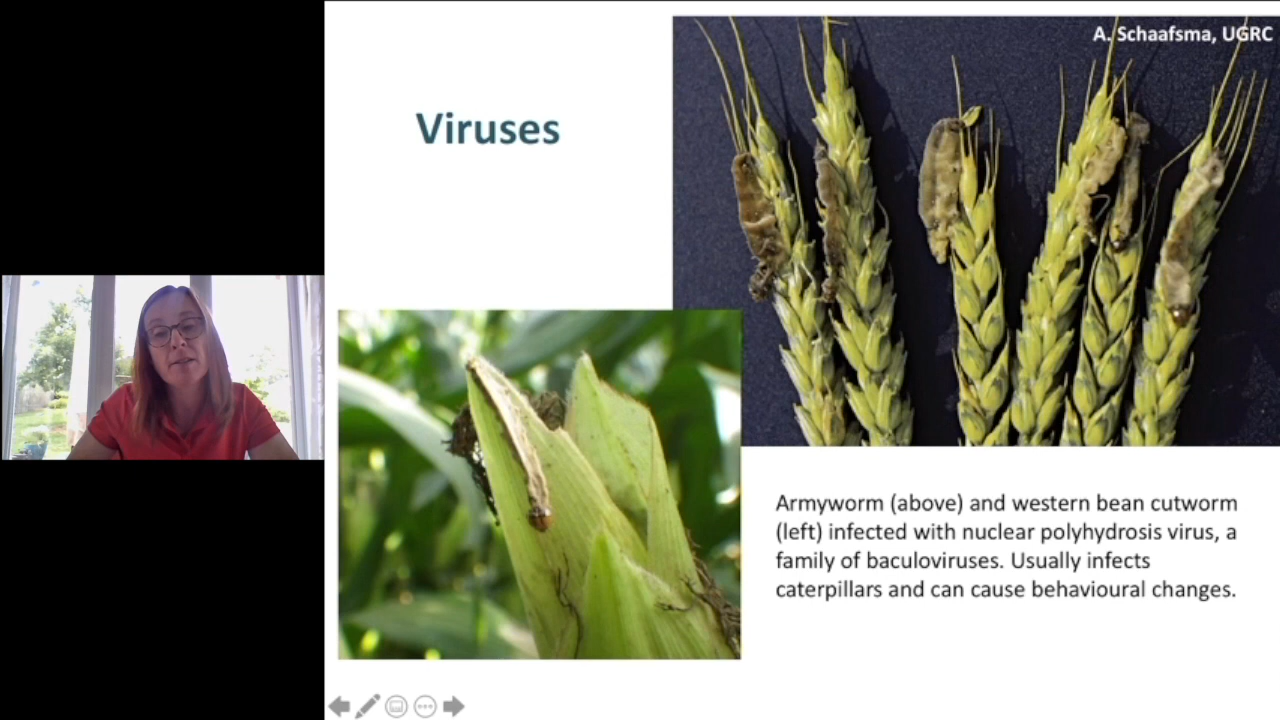 A. Schaafsma, UGRC
Viruses
Armyworm (above) and western bean cutworm
(left) infected with nuclear polyhydrosis virus, a
family of baculoviruses. Usually infects
caterpillars and can cause behavioural changes.